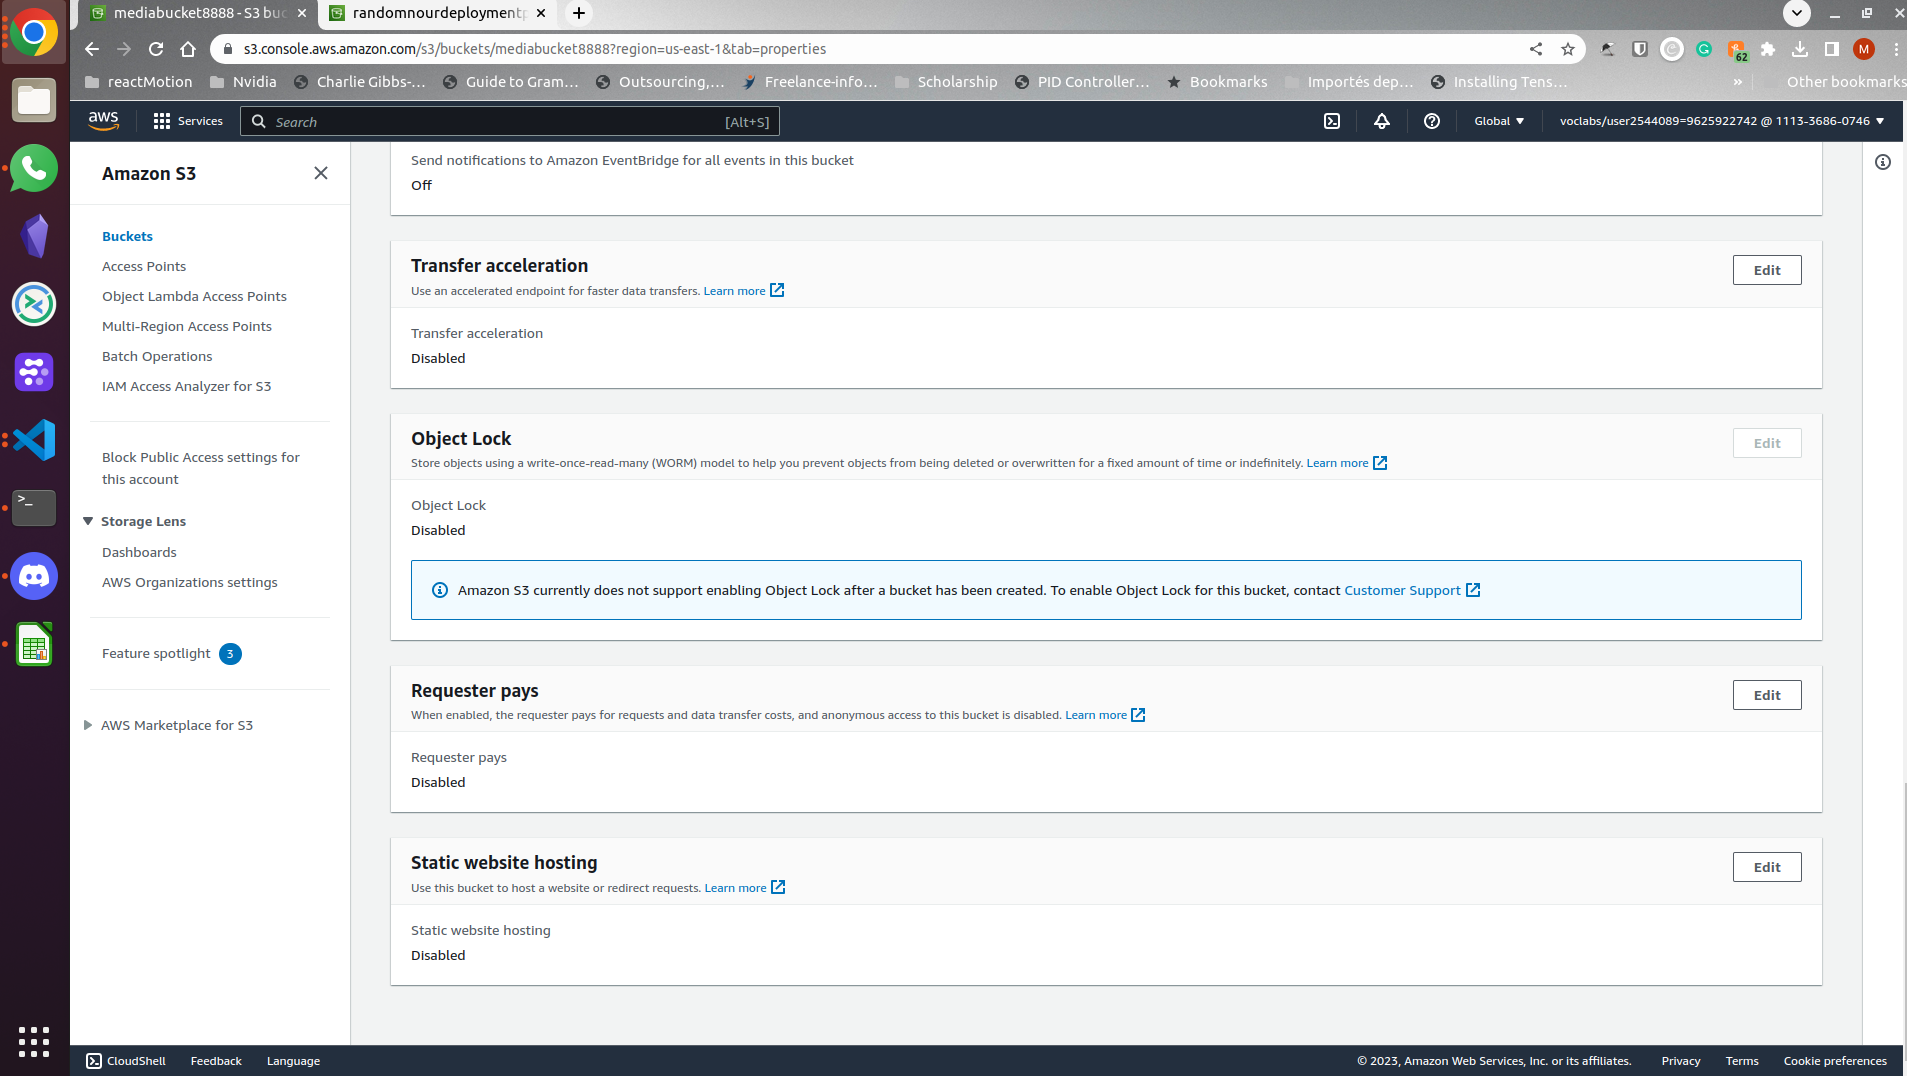 mediabucket8888 - S3 buc
randomnourdeploymentp
s3.console.aws.amazon.com/s3/buckets/mediabucket8888?region=us-east-1&tab=properties
62
M
reactMotion
Nvidia
Charlie Gibbs-...
Guide to Gram...
Outsourcing,...
Freelance-info...
Scholarship
PID Controller...
Bookmarks
Importés dep...
Installing Tens...
»
Other bookmarks
aws
Services
Search
[Alt+S]
Global
voclabs/user2544089=9625922742 @ 1113-3686-0746
Amazon S3
Buckets
Access Points
Object Lambda Access Points
Multi-Region Access Points
Batch Operations
IAM Access Analyzer for S3
Block Public Access settings for
this account
Storage Lens
Dashboards
AWS Organizations settings
Feature spotlight 3
AWS Marketplace for S3
Send notifications to Amazon EventBridge for all events in this bucket
Off
Transfer acceleration
Edit
Use an accelerated endpoint for faster data transfers. Learn more
Transfer acceleration
Disabled
Object Lock
Edit
Store objects using a write-once-read-many (WORM) model to help you prevent objects from being deleted or overwritten for a fixed amount of time or indefinitely. Learn more
Object Lock
Disabled
Amazon S3 currently does not support enabling Object Lock after a bucket has been created. To enable Object Lock for this bucket, contact Customer Support
Requester pays
Edit
When enabled, the requester pays for requests and data transfer costs, and anonymous access to this bucket is disabled. Learn more
Requester pays
Disabled
Static website hosting
Edit
Use this bucket to host a website or redirect requests. Learn more
Static website hosting
Disabled
CloudShell
Feedback
Language
© 2023, Amazon Web Services, Inc. or its affiliates.
Privacy
Terms
Cookie preferences